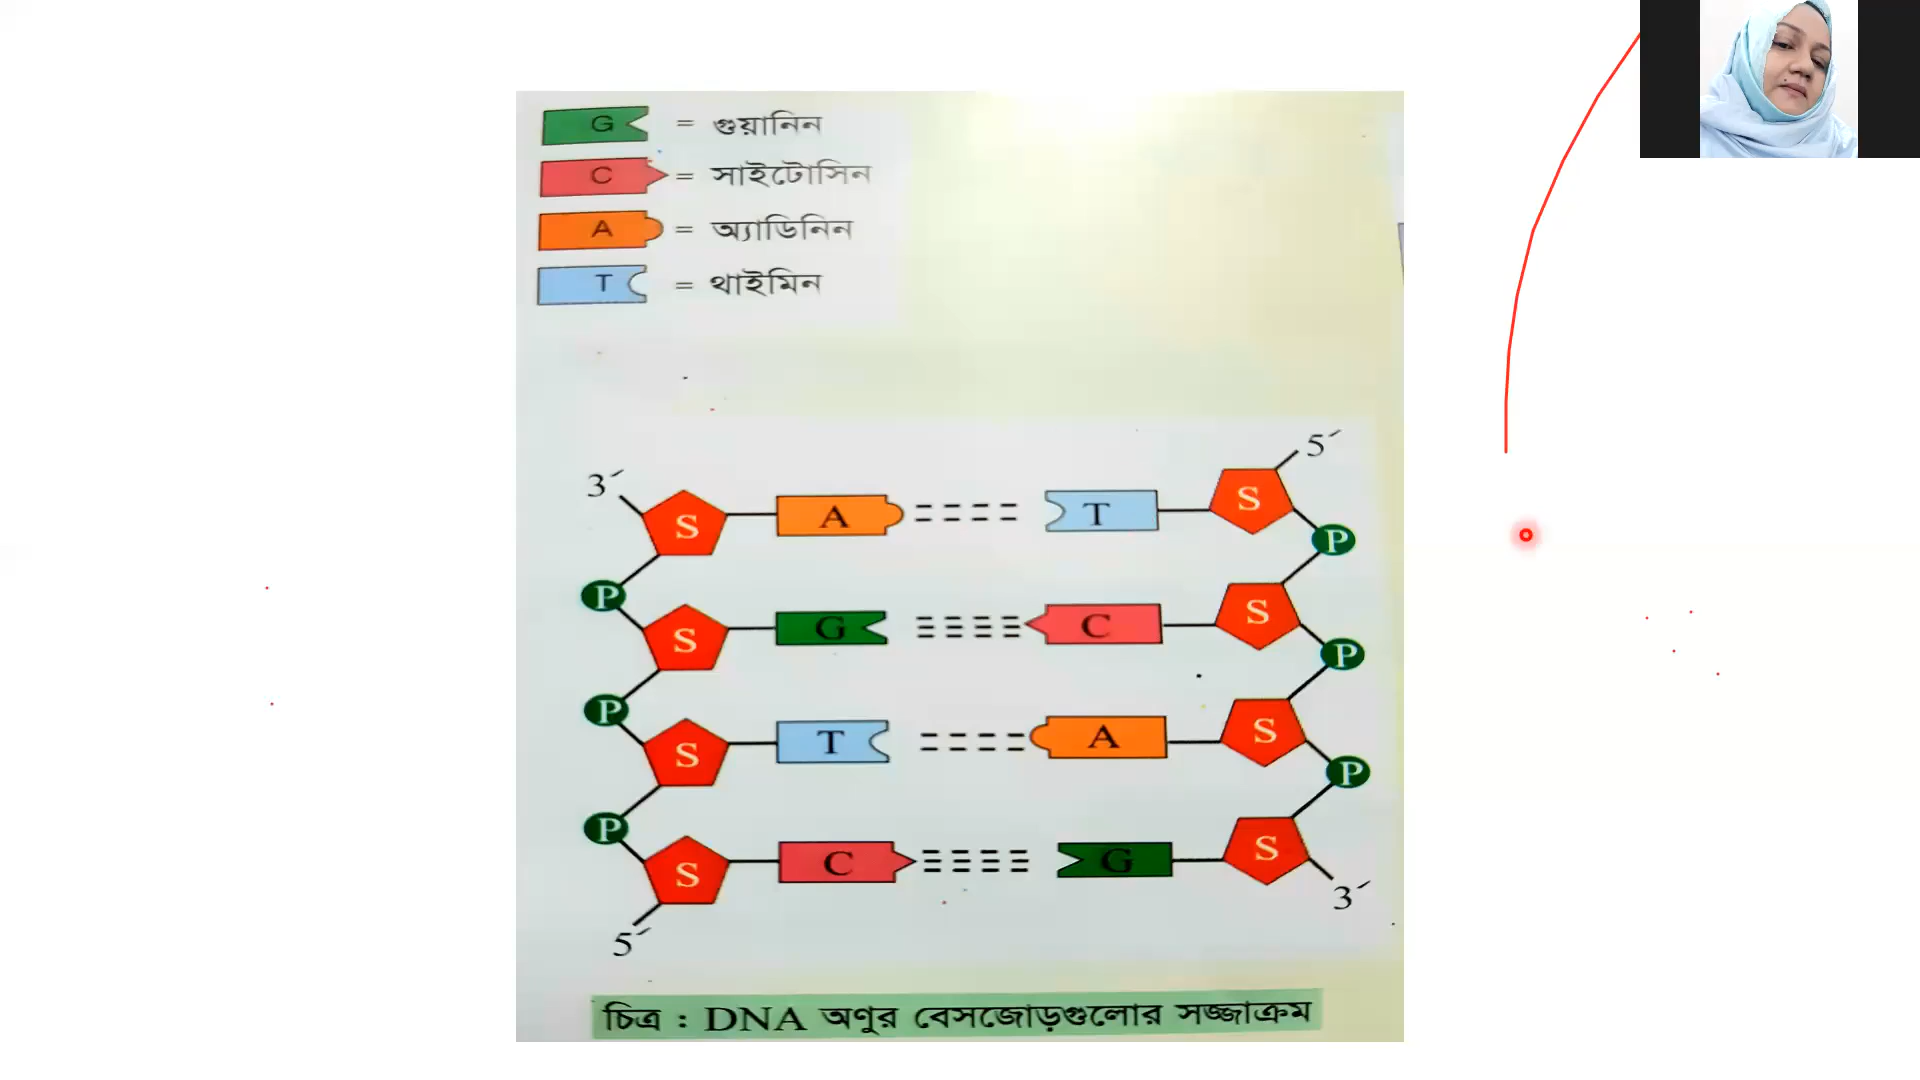 G = গুয়ানিন
C = সাইটোসিন
A = অ্যাডিনিন
T = থাইমিন
3´ 5´
S A T S
P P
S G C S
P P
S T A S
P P
S C G S
5´ 3´
চিত্র : DNA অণুর বেসজোড়গুলোর সজ্জাক্রম